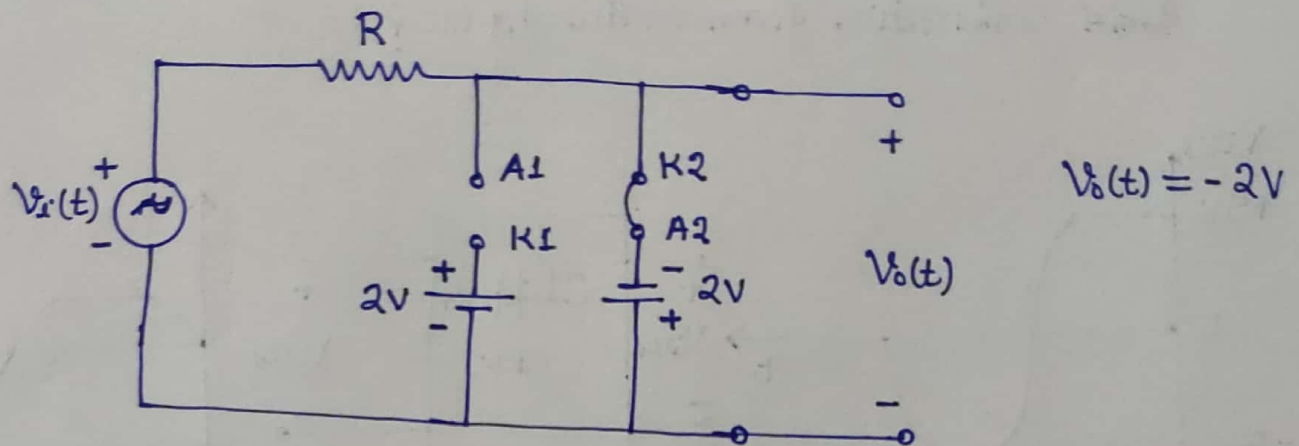 R
+
Vi(t)
-
A1
K1
+
2V
-
K2
A2
-
2V
+
+
Vo(t)
-
Vo(t) = - 2V